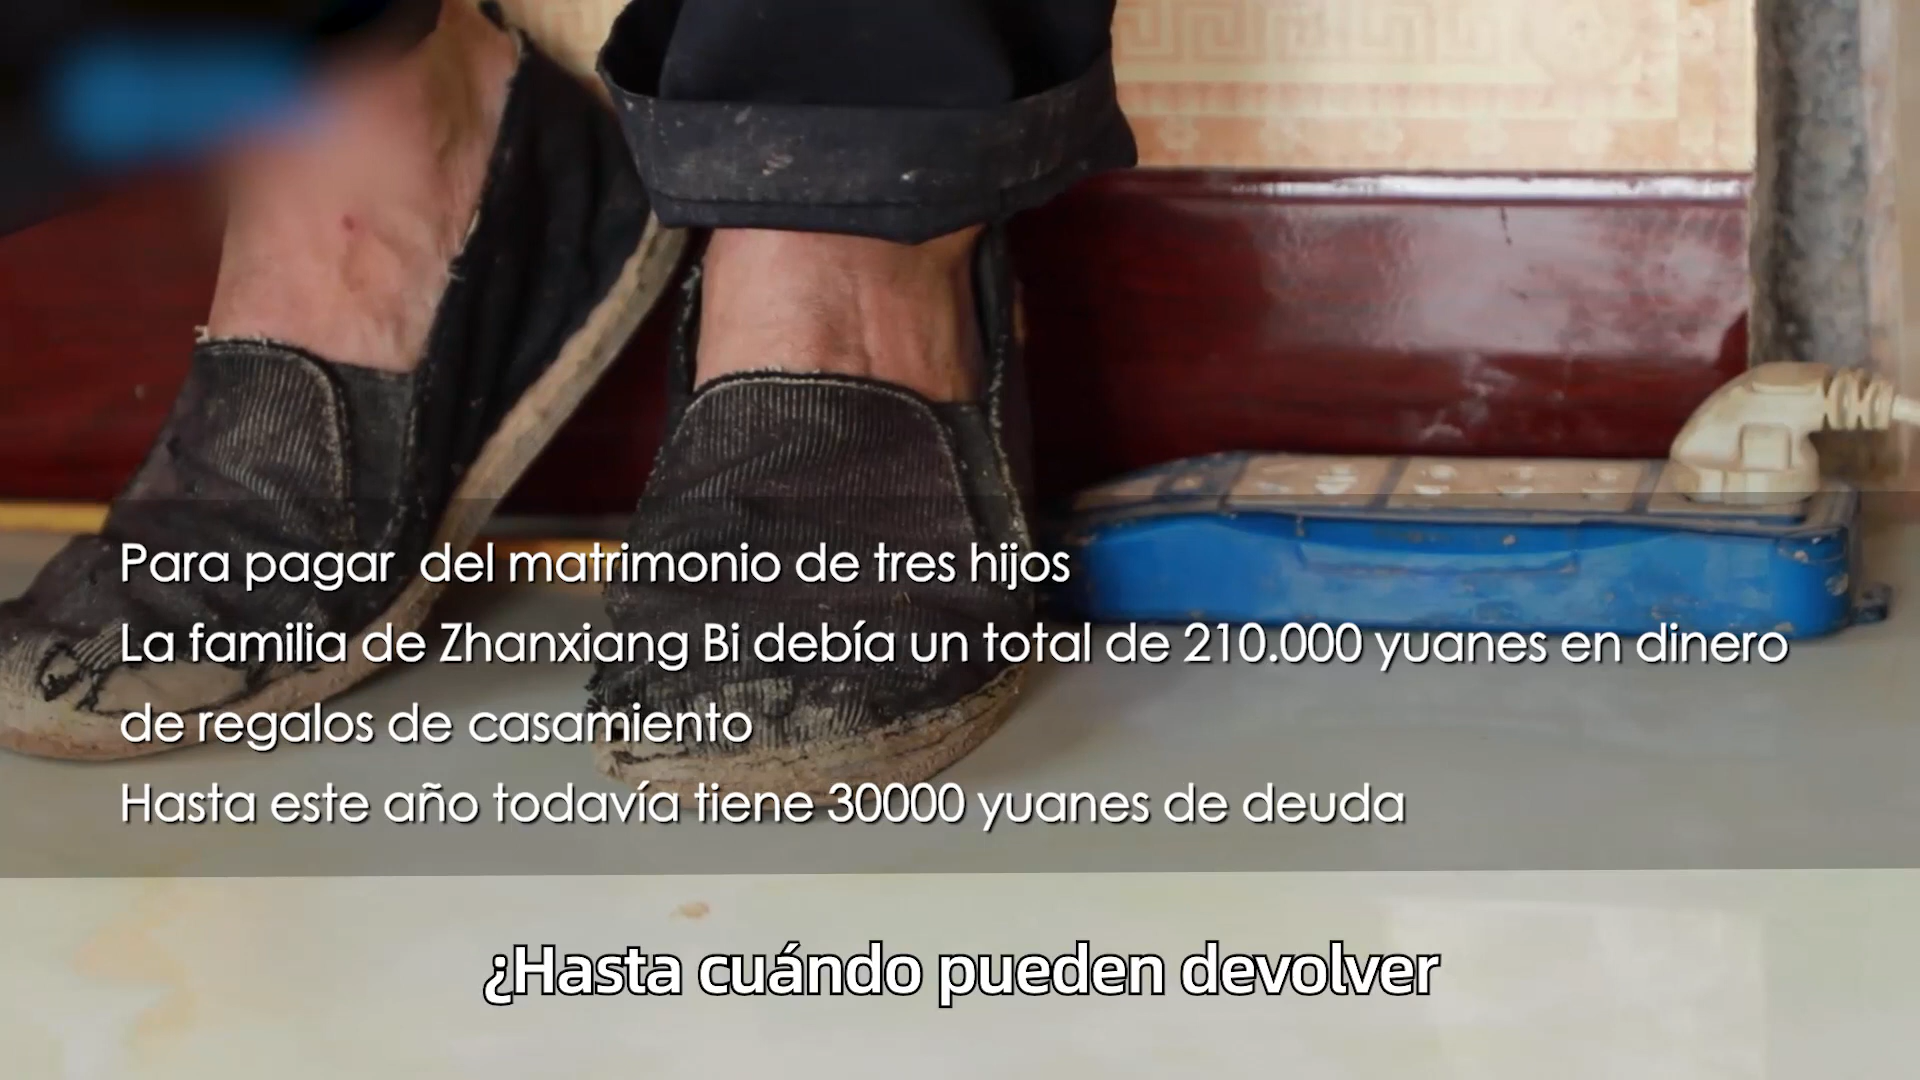 Para pagar  del matrimonio de tres hijos
La familia de Zhanxiang Bi debía un total de 210.000 yuanes en dinero
de regalos de casamiento
Hasta este año todavía tiene 30000 yuanes de deuda
¿Hasta cuándo pueden devolver